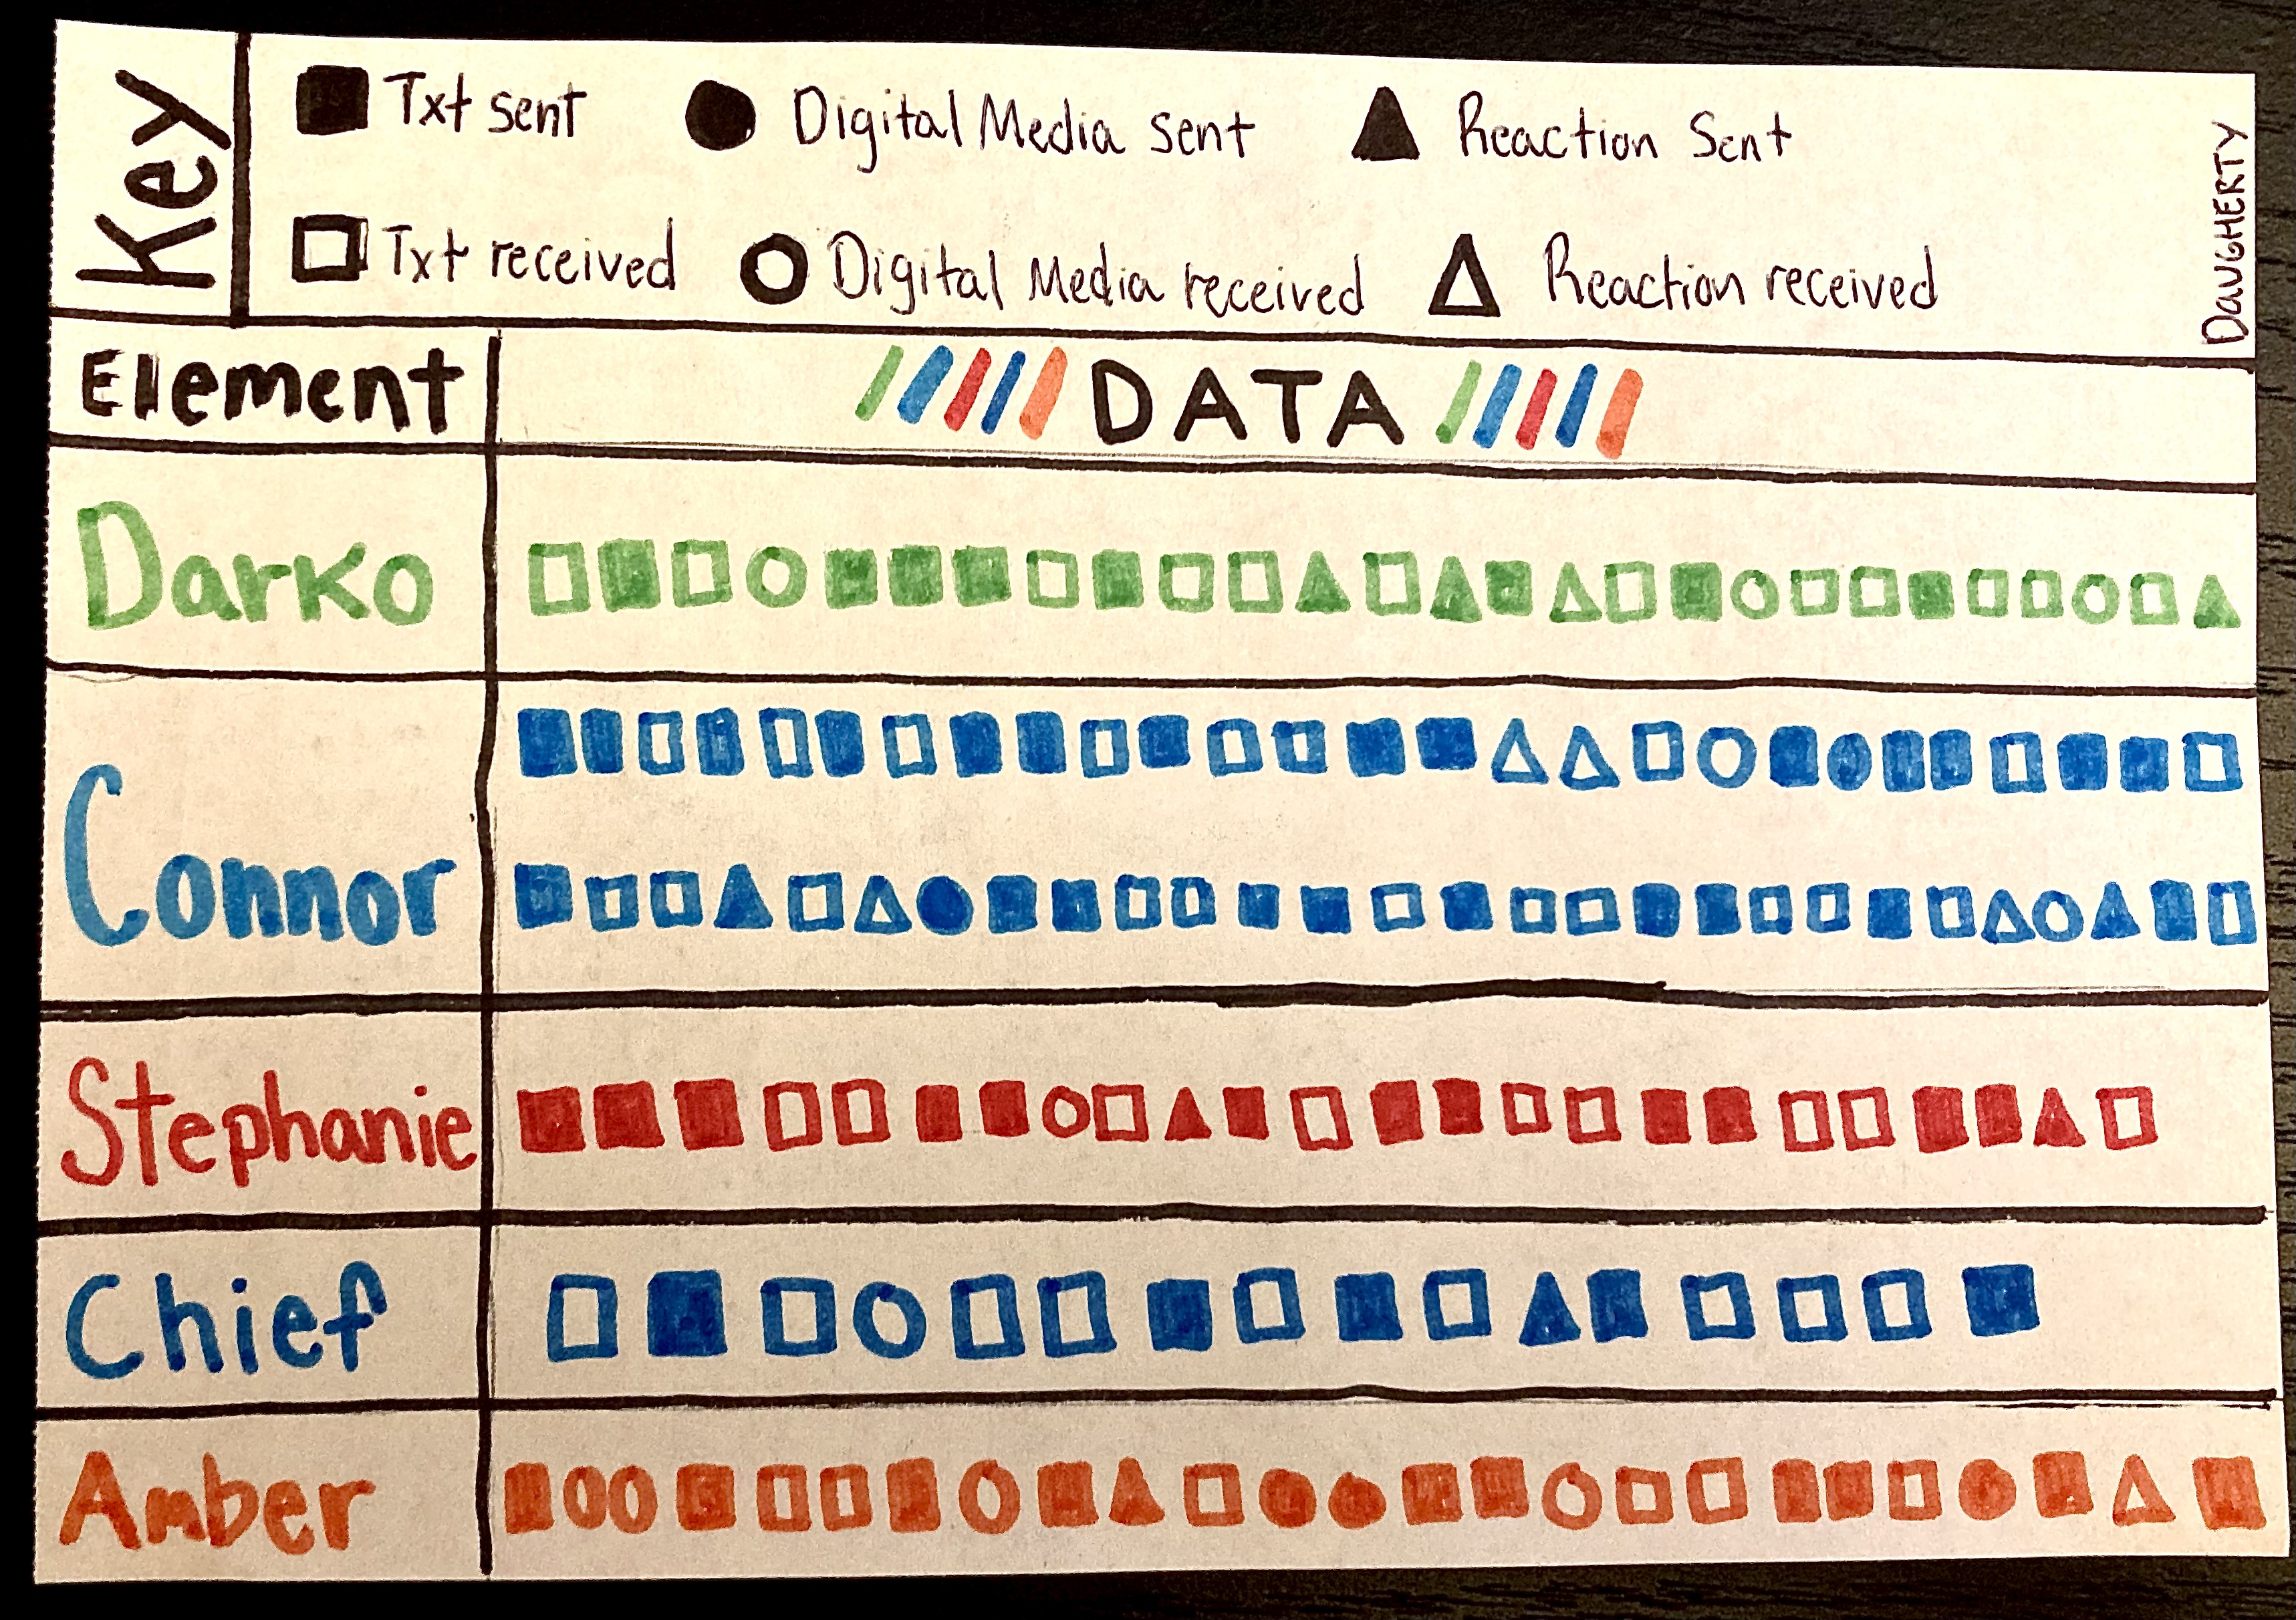 Key
Txt sent
Digital Media sent
Reaction Sent
Txt received
Digital Media received
Reaction received
DAUGHERTY
Element
DATA
Darko
Connor
Stephanie
Chief
Amber